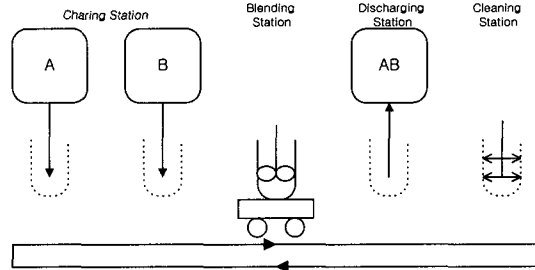 Charing Station
Blending
Station
Discharging
Station
Cleaning
Station
A
B
AB